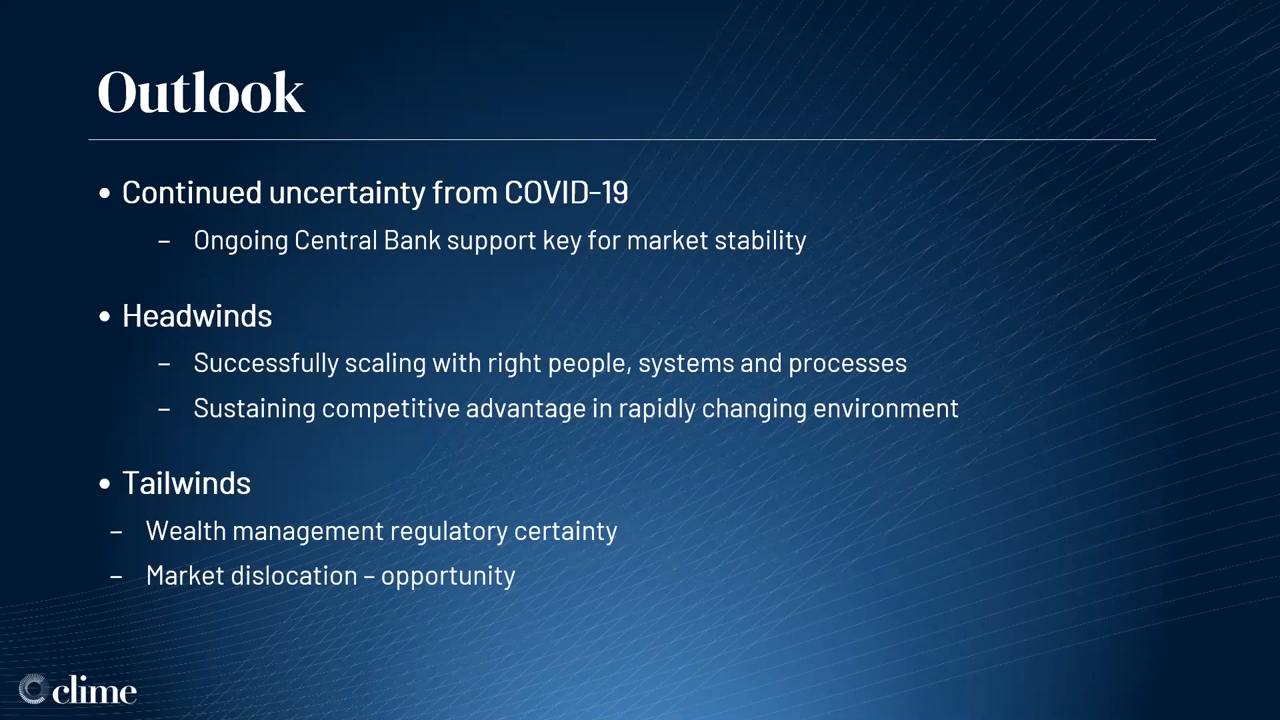 Outlook
• Continued uncertainty from COVID-19
– Ongoing Central Bank support key for market stability
• Headwinds
– Successfully scaling with right people, systems and processes
– Sustaining competitive advantage in rapidly changing environment
• Tailwinds
– Wealth management regulatory certainty
– Market dislocation – opportunity
clime